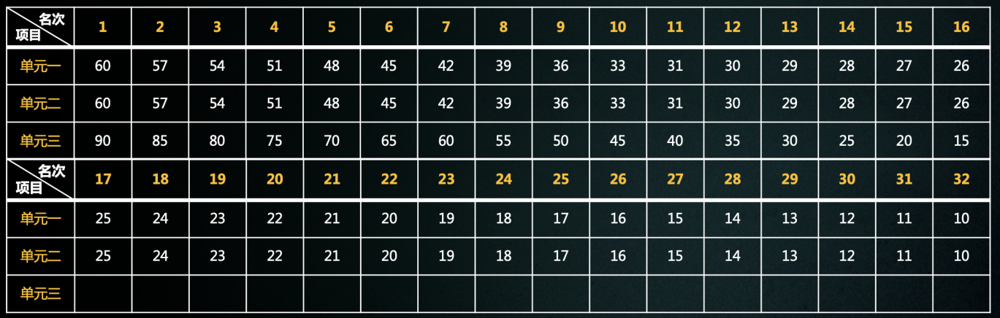 名次 项目 1 2 3 4 5 6 7 8 9 10 11 12 13 14 15 16
单元一 60 57 54 51 48 45 42 39 36 33 31 30 29 28 27 26
单元二 60 57 54 51 48 45 42 39 36 33 31 30 29 28 27 26
单元三 90 85 80 75 70 65 60 55 50 45 40 35 30 25 20 15
名次 项目 17 18 19 20 21 22 23 24 25 26 27 28 29 30 31 32
单元一 25 24 23 22 21 20 19 18 17 16 15 14 13 12 11 10
单元二 25 24 23 22 21 20 19 18 17 16 15 14 13 12 11 10
单元三